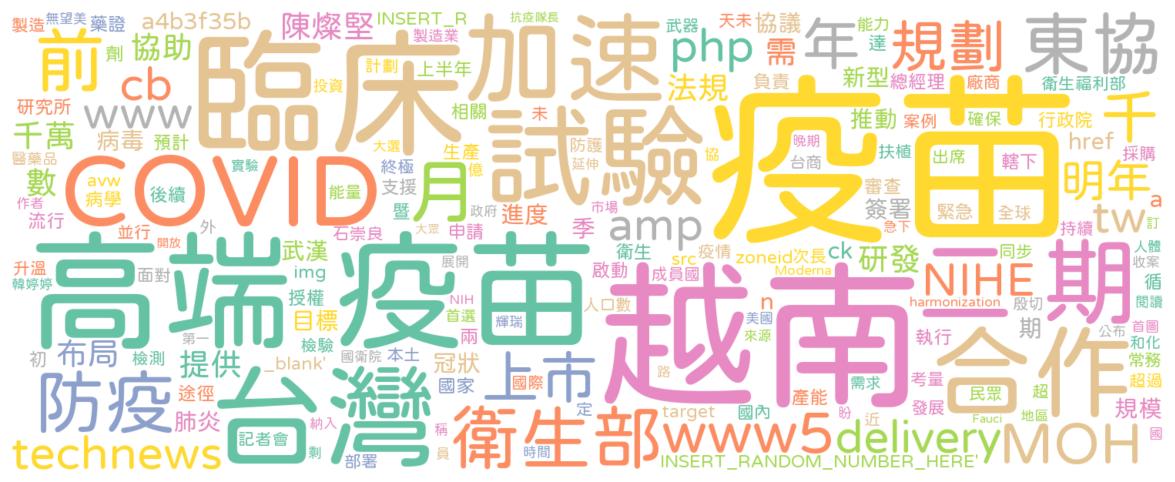 製造
無望美
藥證
a4b3f35b
陳燦堅
INSERT_R
抗疫隊長
武器
天未
協議
能力
達
年
規劃
東協
前
劑
協助
臨床
加速
製造業
計劃
上半年
投資
php
需
負責
新型
總經理
廠商
衛生福利部
cb
www
研究所
相關
未
法規
推動
案例
確保
行政院
千
千萬
病毒
預計
大選
試驗
防護
延伸
疫苗
晚期
台商
扶植
出席
轄下
href
採購
醫藥品
COVID
實驗
終極
生產
億
協
審查
明年
數
avw
病學
後續
能量
支援
月
amp
簽署
緊急
全球
tw
a
訂
作者
流行
並行
外
石崇良
暨
政府
申請
進度
季
市場
急下
持續
高端疫苗
開放
武漢
大眾
衛生
疫情
ck
研發
同步
人體
升溫
面對
img
展開
啟動
src
zoneid次長
Moderna
收案
韓婷婷
授權
NIH
成員國
越南
三期
NIHE
循
閱讀
目標
首選
兩
人口數
n
美國
harmonization
殷切
初
第一
輝瑞
來源
期
公布
首圖
布局
檢測
提供
檢驗
_blank'
國衛院
本土
冠狀
上市
執行
合作
和化
常務
防疫
台灣
途徑
國家
國際
路
產能
需求
考量
民眾
超
超過
肺炎
納入
稱
定
target
國內
盼
近
發展
Fauci
地區
規模
technews
記者會
剩
部署
員
時間
衛生部
www5
delivery
MOH
國
INSERT_RANDOM_NUMBER_HERE'